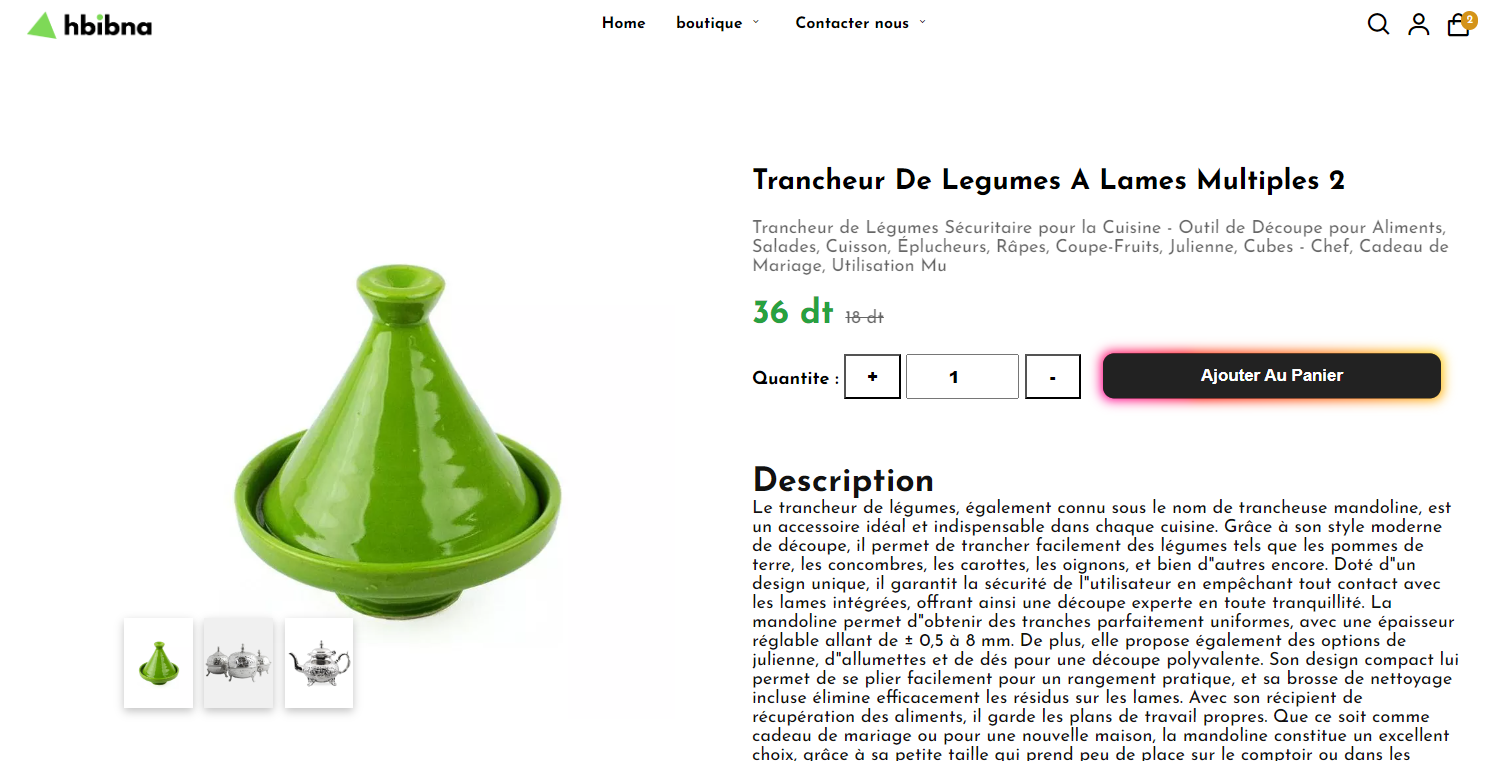 hbibna
Home boutique Contacter nous
2
Trancheur De Legumes A Lames Multiples 2
Trancheur de Légumes Sécuritaire pour la Cuisine - Outil de Découpe pour Aliments,
Salades, Cuisson, Éplucheurs, Râpes, Coupe-Fruits, Julienne, Cubes - Chef, Cadeau de
Mariage, Utilisation Mu
36 dt 18 dt
Quantite : + 1 - Ajouter Au Panier
Description
Le trancheur de légumes, également connu sous le nom de trancheuse mandoline, est
un accessoire idéal et indispensable dans chaque cuisine. Grâce à son style moderne
de découpe, il permet de trancher facilement des légumes tels que les pommes de
terre, les concombres, les carottes, les oignons, et bien d"autres encore. Doté d"un
design unique, il garantit la sécurité de l"utilisateur en empêchant tout contact avec
les lames intégrées, offrant ainsi une découpe experte en toute tranquillité. La
mandoline permet d"obtenir des tranches parfaitement uniformes, avec une épaisseur
réglable allant de ± 0,5 à 8 mm. De plus, elle propose également des options de
julienne, d"allumettes et de dés pour une découpe polyvalente. Son design compact lui
permet de se plier facilement pour un rangement pratique, et sa brosse de nettoyage
incluse élimine efficacement les résidus sur les lames. Avec son récipient de
récupération des aliments, il garde les plans de travail propres. Que ce soit comme
cadeau de mariage ou pour une nouvelle maison, la mandoline constitue un excellent
choix, grâce à sa petite taille qui prend peu de place sur le comptoir ou dans les